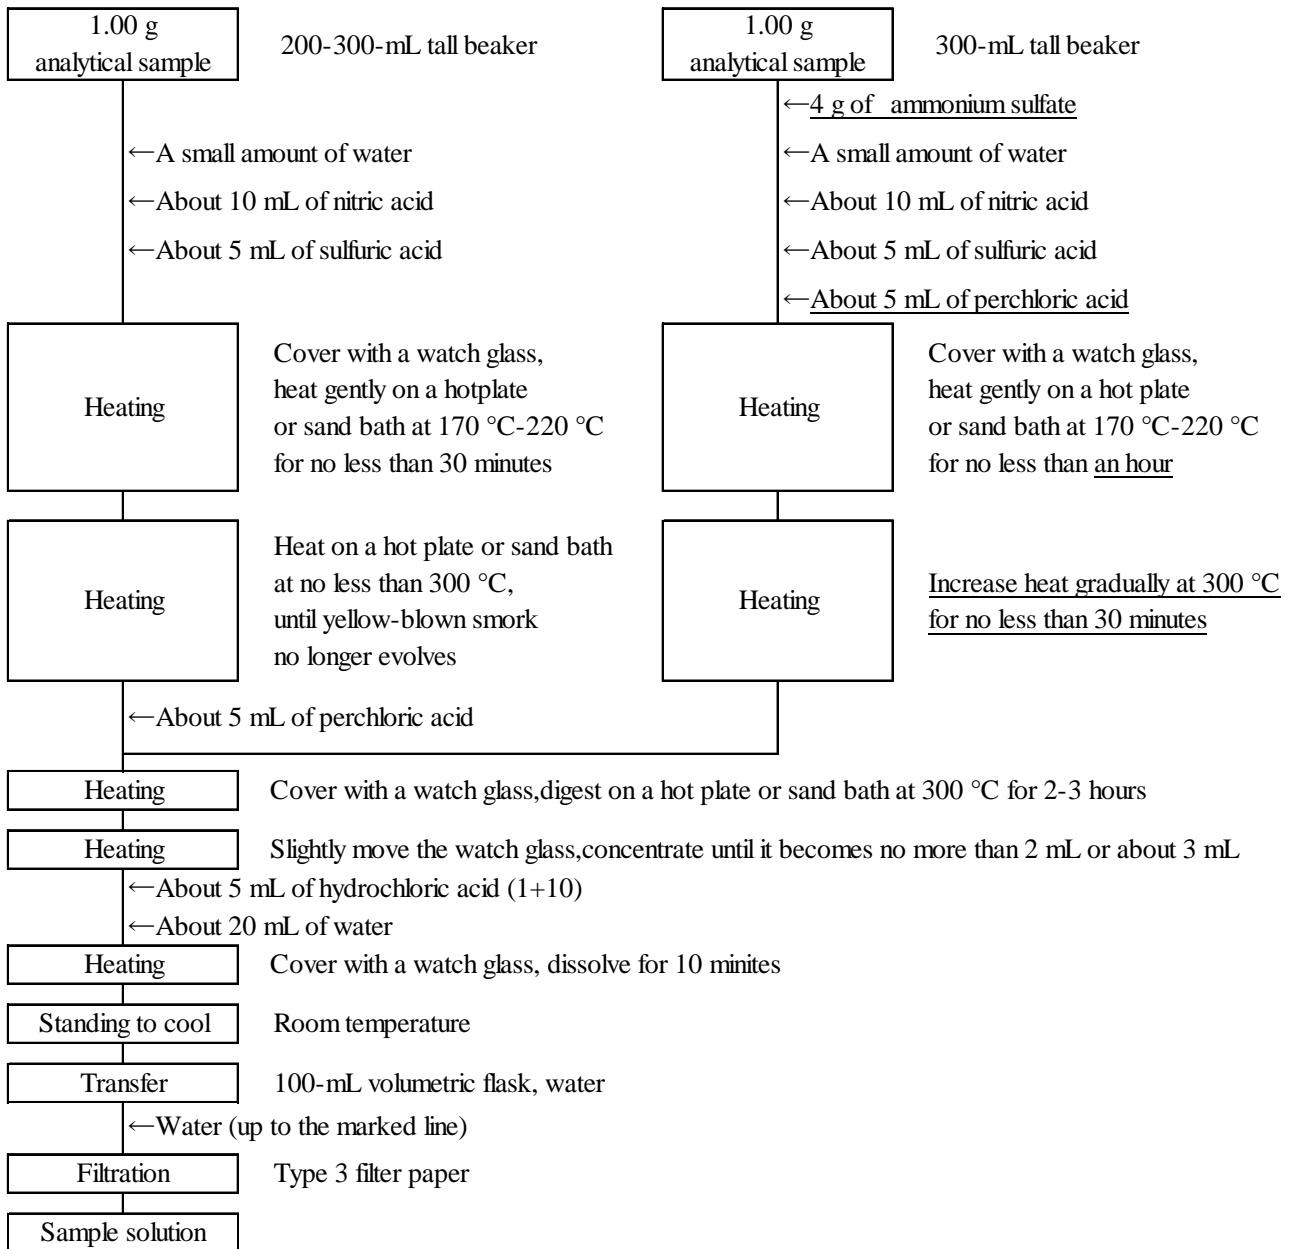 1.00 g
analytical sample
200-300-mL tall beaker
←A small amount of water
←About 10 mL of nitric acid
←About 5 mL of sulfuric acid
Heating
Cover with a watch glass,
heat gently on a hotplate
or sand bath at 170 °C-220 °C
for no less than 30 minutes
Heating
Heat on a hot plate or sand bath
at no less than 300 °C,
until yellow-blown smork
no longer evolves
←About 5 mL of perchloric acid
1.00 g
analytical sample
300-mL tall beaker
←4 g of ammonium sulfate
←A small amount of water
←About 10 mL of nitric acid
←About 5 mL of sulfuric acid
←About 5 mL of perchloric acid
Heating
Cover with a watch glass,
heat gently on a hot plate
or sand bath at 170 °C-220 °C
for no less than an hour
Heating
Increase heat gradually at 300 °C
for no less than 30 minutes
Heating
Cover with a watch glass,digest on a hot plate or sand bath at 300 °C for 2-3 hours
Heating
Slightly move the watch glass,concentrate until it becomes no more than 2 mL or about 3 mL
←About 5 mL of hydrochloric acid (1+10)
←About 20 mL of water
Heating
Cover with a watch glass, dissolve for 10 minites
Standing to cool
Room temperature
Transfer
100-mL volumetric flask, water
←Water (up to the marked line)
Filtration
Type 3 filter paper
Sample solution